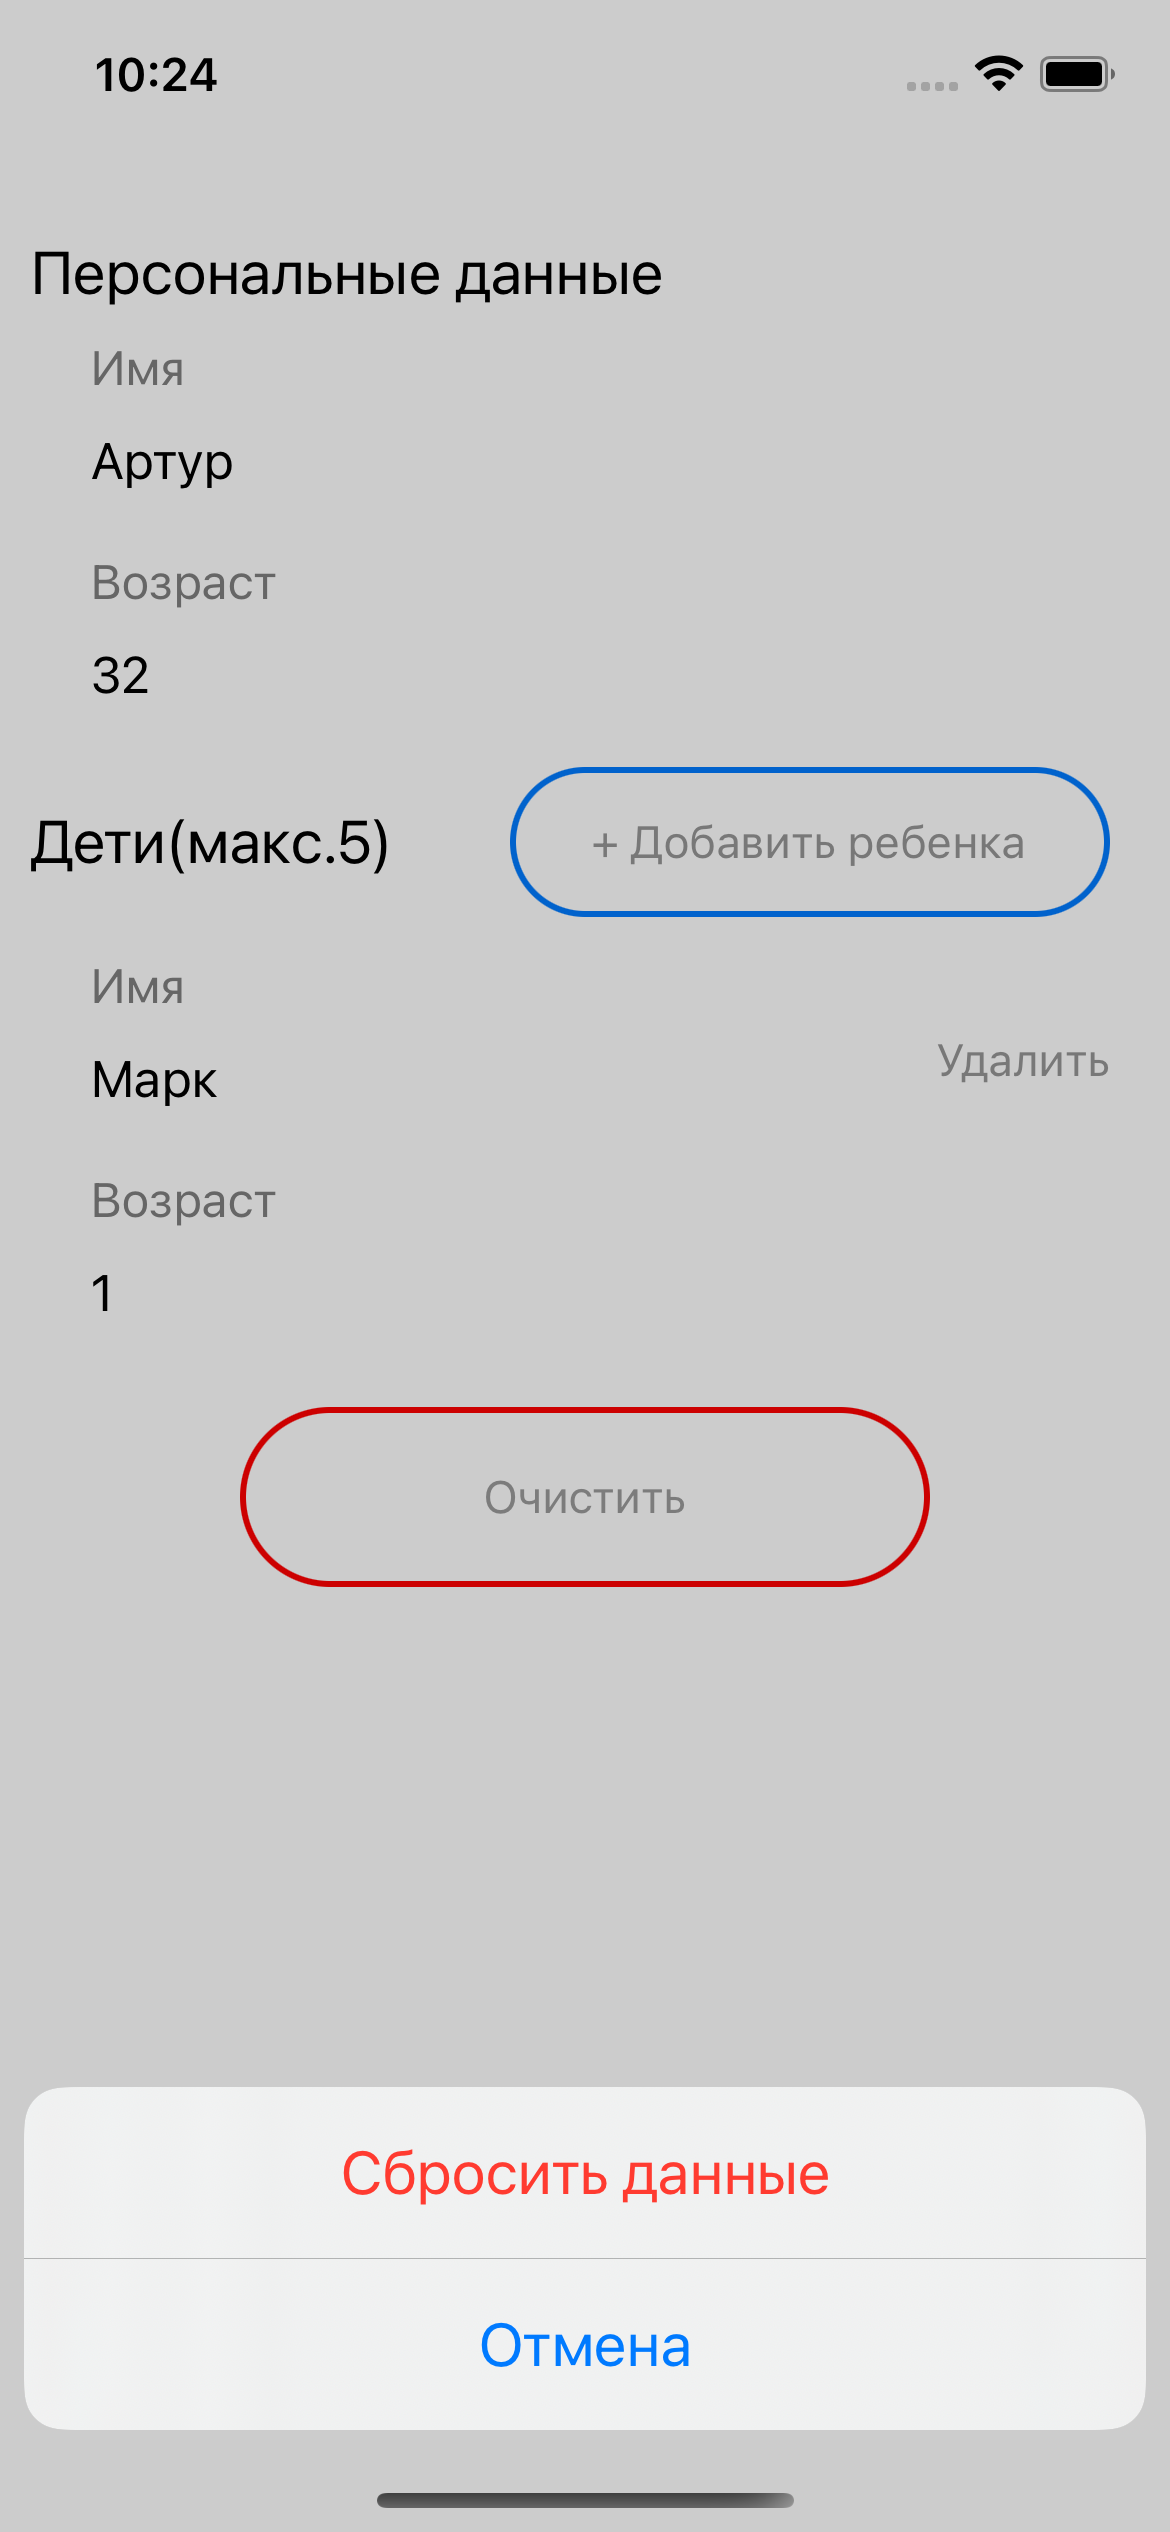 10:24
Персональные данные
Имя
Артур
Возраст
32
Дети(макс.5)
+ Добавить ребенка
Имя
Марк
Удалить
Возраст
1
Очистить
Сбросить данные
Отмена